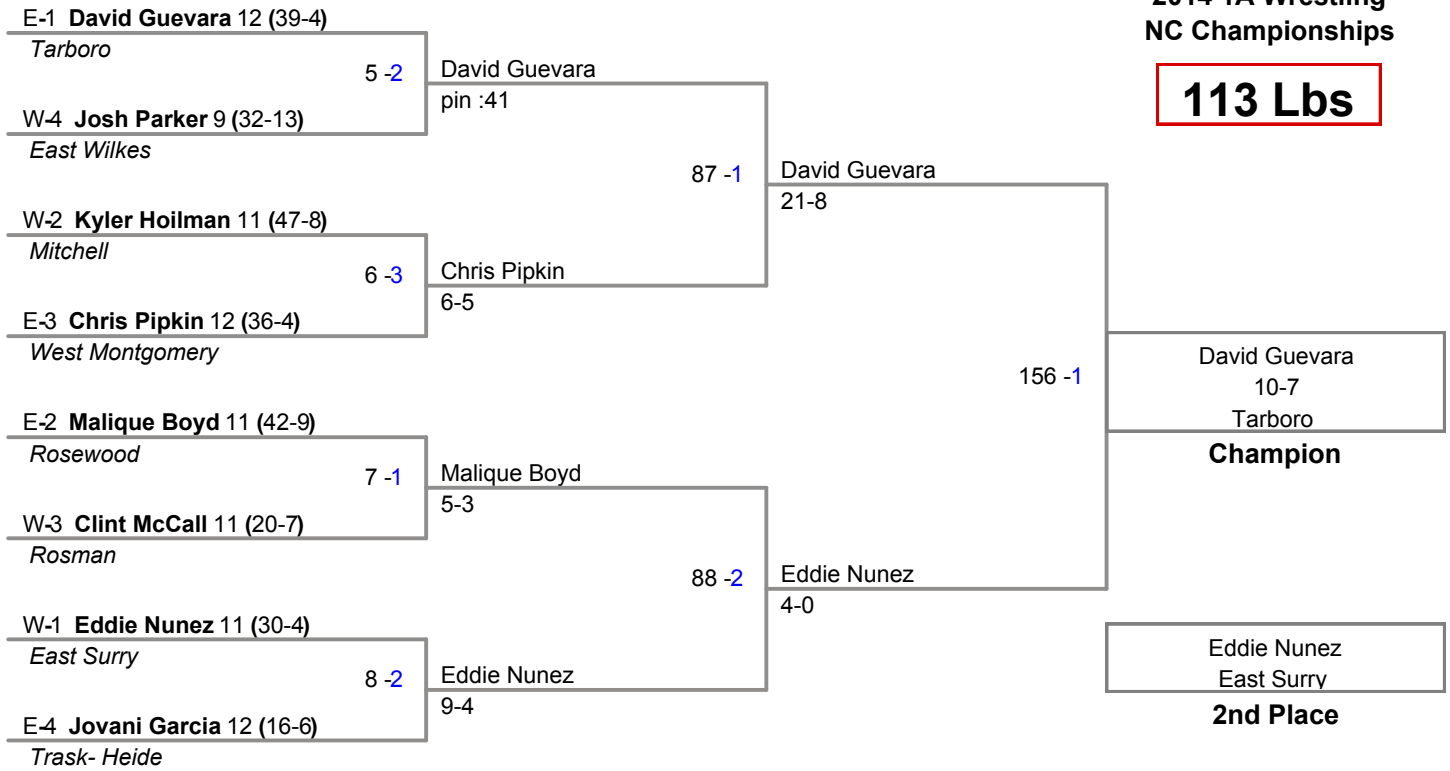 2014 1A Wrestling
NC Championships
113 Lbs
E-1 David Guevara 12 (39-4)
Tarboro
5 -2
David Guevara
pin :41
W-4 Josh Parker 9 (32-13)
East Wilkes
87 -1
David Guevara
21-8
W-2 Kyler Hoilman 11 (47-8)
Mitchell
6 -3
Chris Pipkin
6-5
E-3 Chris Pipkin 12 (36-4)
West Montgomery
156 -1
David Guevara
10-7
Tarboro
Champion
E-2 Malique Boyd 11 (42-9)
Rosewood
7 -1
Malique Boyd
5-3
W-3 Clint McCall 11 (20-7)
Rosman
88 -2
Eddie Nunez
4-0
W-1 Eddie Nunez 11 (30-4)
East Surry
8 -2
Eddie Nunez
9-4
E-4 Jovani Garcia 12 (16-6)
Trask- Heide
Eddie Nunez
East Surry
2nd Place